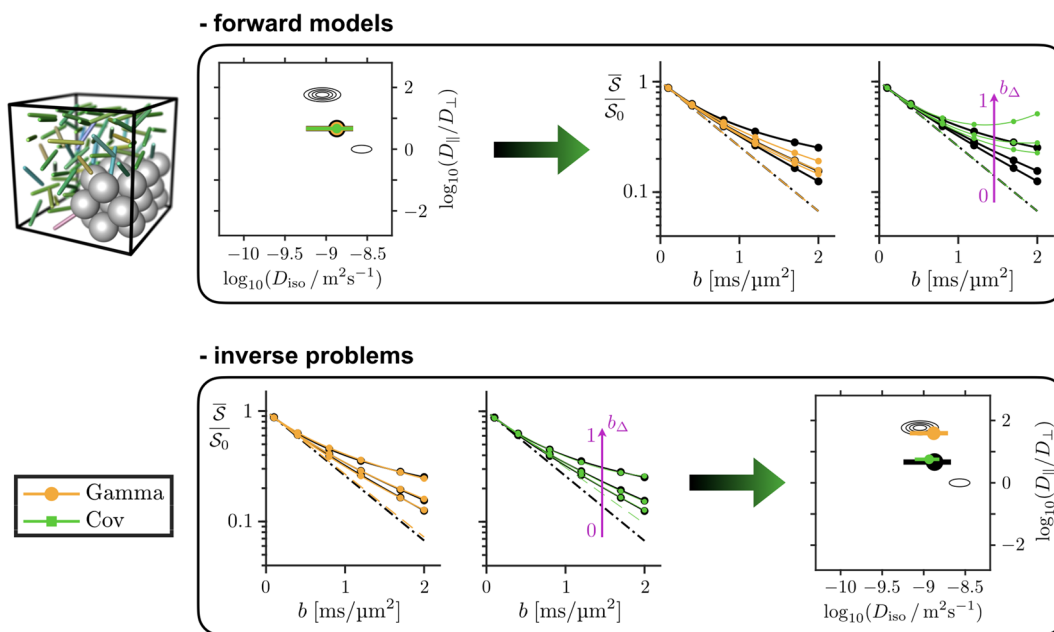 - forward models
2
0
−2
log10(D∥/D⊥)
−10 −9.5 −9 −8.5
log10(Diso / m²s⁻¹)
S̅
S0
1
0.1
0 1 2
b [ms/µm²]
1 bΔ
0
0 1 2
b [ms/µm²]
- inverse problems
S̅
S0
1
0.1
0 1 2
b [ms/µm²]
1 bΔ
0
0 1 2
b [ms/µm²]
2
0
−2
log10(D∥/D⊥)
−10 −9.5 −9 −8.5
log10(Diso / m²s⁻¹)
Gamma
Cov